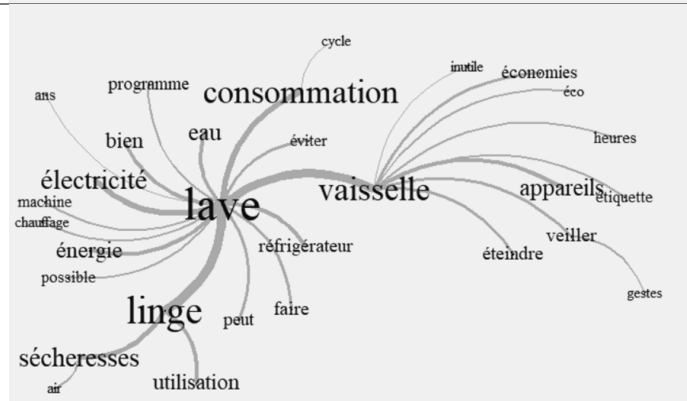 cycle
inutile
économies
programme
éco
ans
consommation
eau
bien
éviter
heures
électricité
vaisselle
appareils
étiquette
machine
lave
chauffage
veiller
énergie
réfrigérateur
éteindre
possible
gestes
linge
faire
peut
sécheresses
utilisation
air